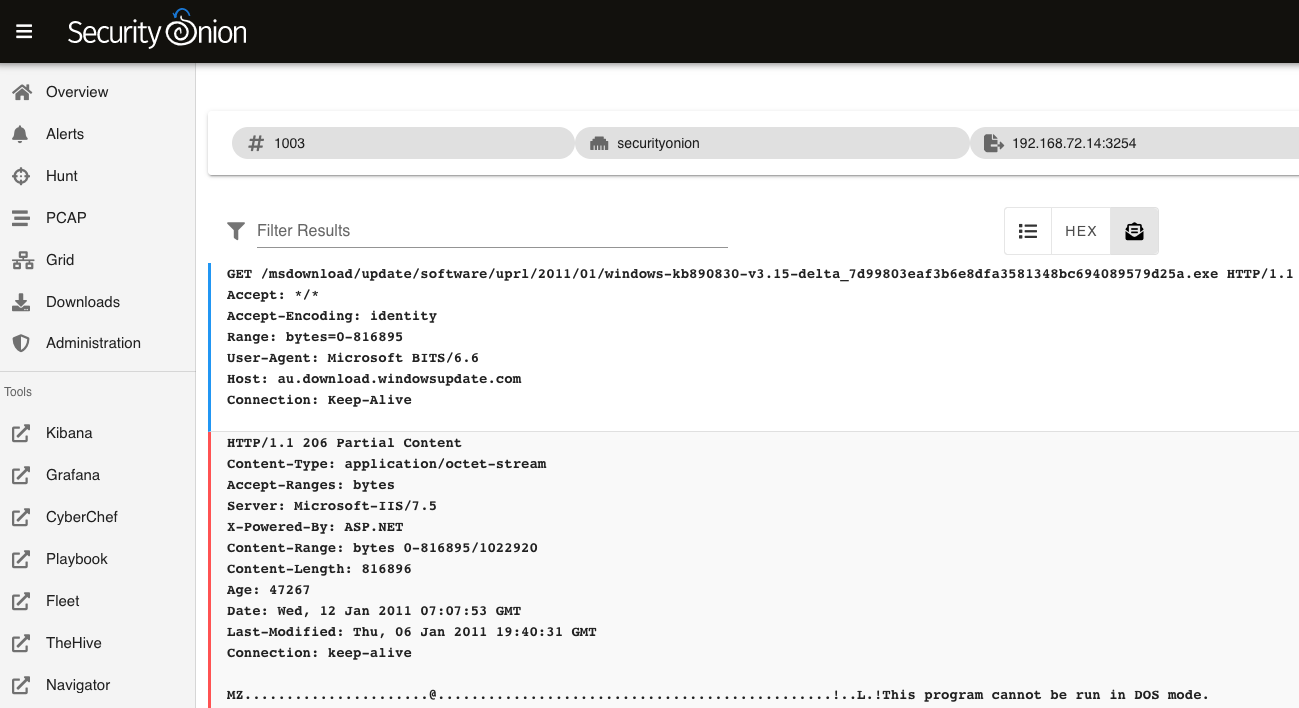 Security Onion
Overview
Alerts
Hunt
PCAP
Grid
Downloads
Administration
Tools
Kibana
Grafana
CyberChef
Playbook
Fleet
TheHive
Navigator
1003
securityonion
192.168.72.14:3254
Filter Results
HEX
GET /msdownload/update/software/uprl/2011/01/windows-kb890830-v3.15-delta_7d99803eaf3b6e8dfa3581348bc694089579d25a.exe HTTP/1.1
Accept: */*
Accept-Encoding: identity
Range: bytes=0-816895
User-Agent: Microsoft BITS/6.6
Host: au.download.windowsupdate.com
Connection: Keep-Alive
HTTP/1.1 206 Partial Content
Content-Type: application/octet-stream
Accept-Ranges: bytes
Server: Microsoft-IIS/7.5
X-Powered-By: ASP.NET
Content-Range: bytes 0-816895/1022920
Content-Length: 816896
Age: 47267
Date: Wed, 12 Jan 2011 07:07:53 GMT
Last-Modified: Thu, 06 Jan 2011 19:40:31 GMT
Connection: keep-alive
MZ......................@...............................................!..L.!This program cannot be run in DOS mode.